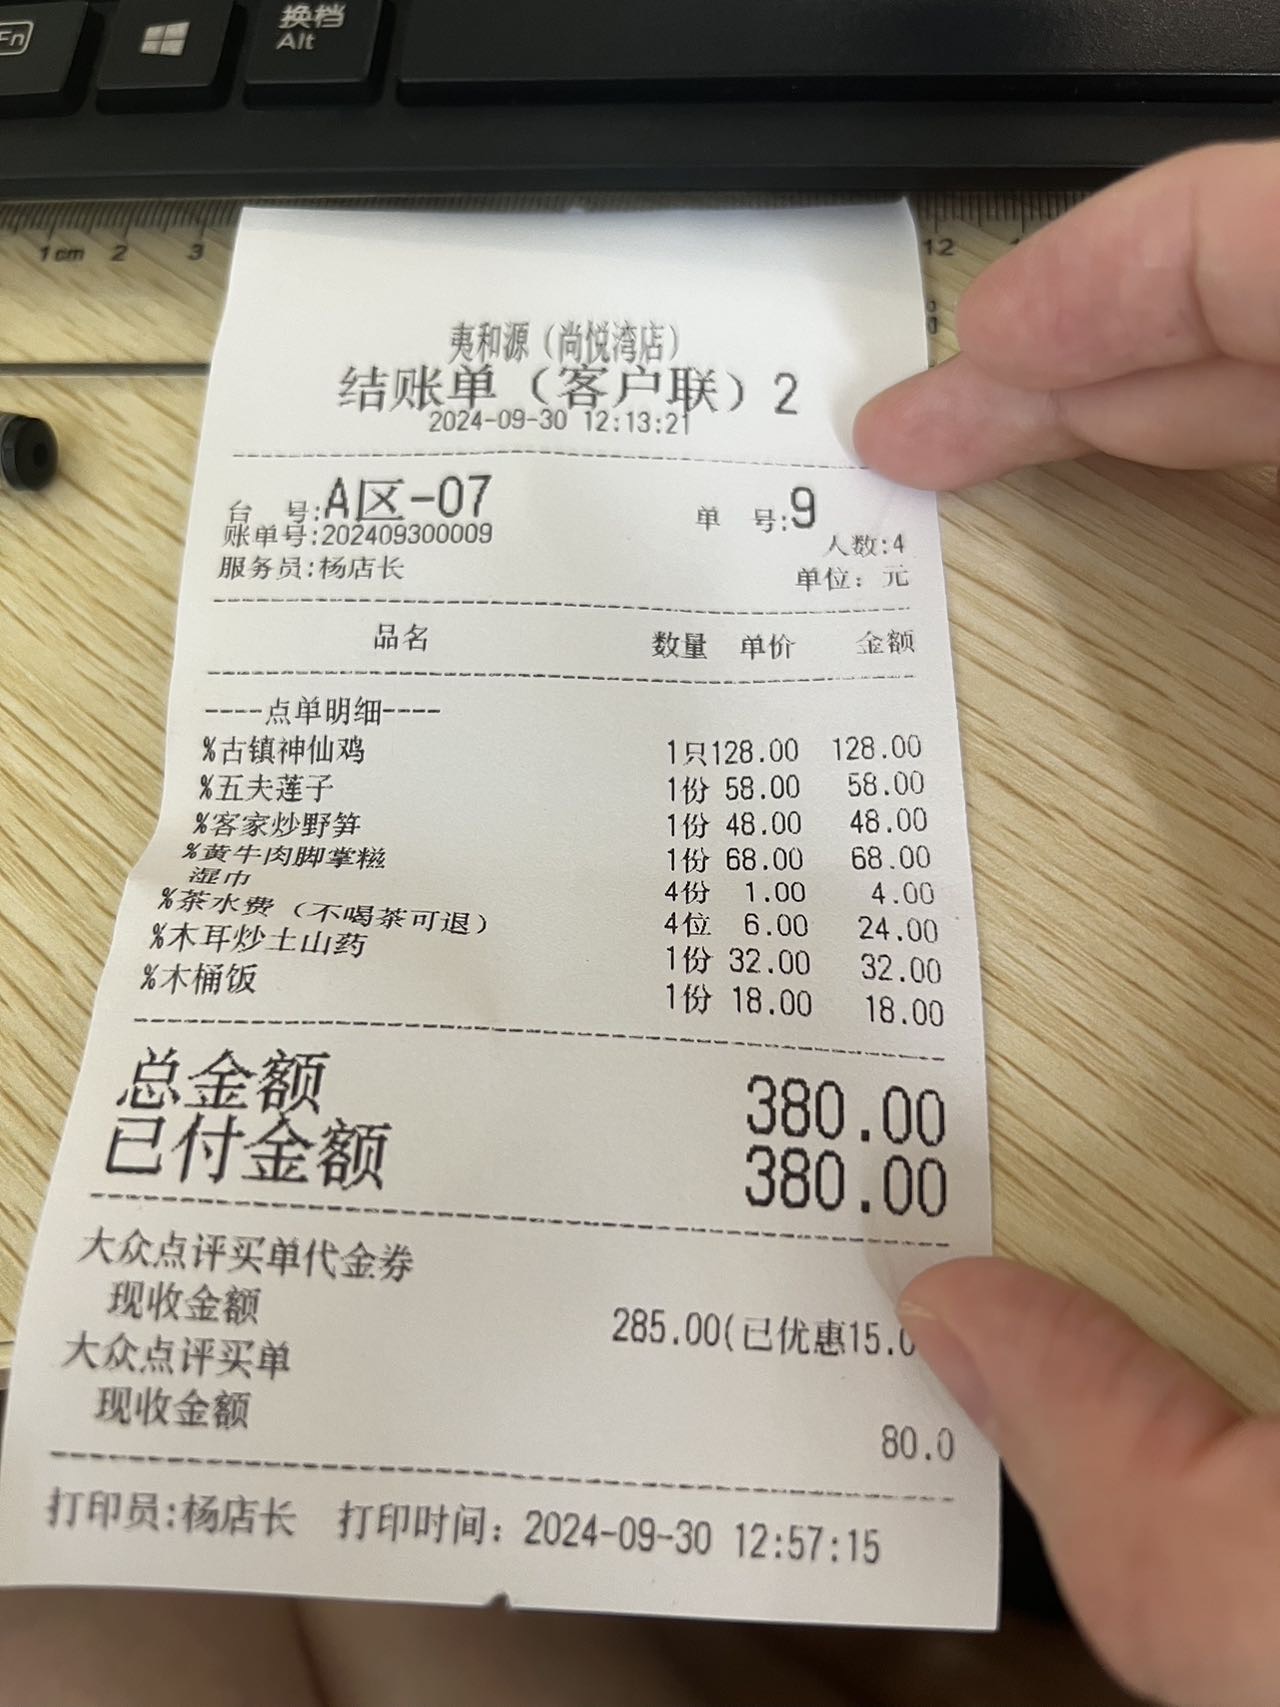 Fn
换档
Alt
1cm 2 3 12
夷和源（尚悦湾店）
结账单（客户联）2
2024-09-30 12:13:21
台 号:A区-07 单 号:9
账单号:202409300009 人数:4
服务员:杨店长 单位：元
品名 数量 单价 金额
----点单明细----
%古镇神仙鸡 1只128.00 128.00
%五夫莲子 1份 58.00 58.00
%客家炒野笋 1份 48.00 48.00
%黄牛肉脚掌糍 1份 68.00 68.00
湿巾 4份 1.00 4.00
%茶水费（不喝茶可退） 4位 6.00 24.00
%木耳炒土山药 1份 32.00 32.00
%木桶饭 1份 18.00 18.00
总金额 380.00
已付金额 380.00
大众点评买单代金券
现收金额 285.00(已优惠15.0
大众点评买单
现收金额 80.0
打印员:杨店长 打印时间：2024-09-30 12:57:15